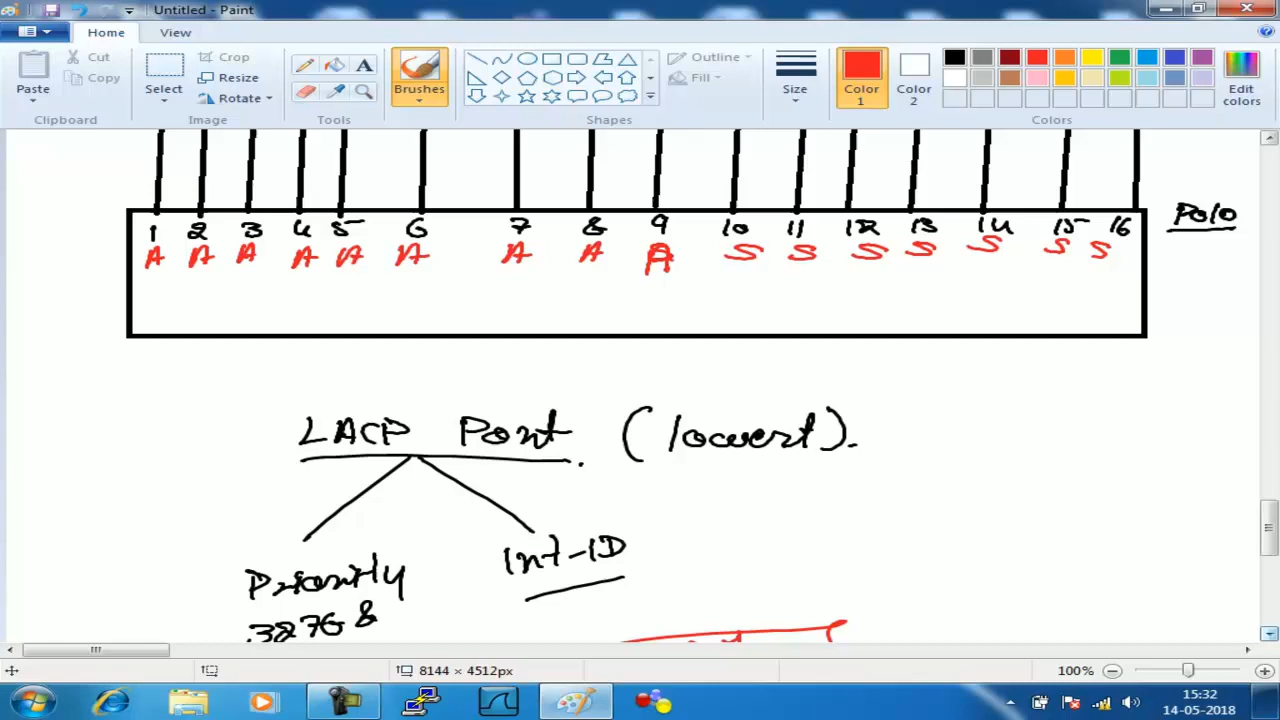 Untitled - Paint
Home View
Cut
Copy
Paste
Clipboard
Crop
Resize
Rotate
Select
Image
Tools
Brushes
Shapes
Outline
Fill
Size
Color 1
Color 2
Edit colors
Colors
1 2 3 4 5 6 7 8 9 10 11 12 13 14 15 16
Po10
A A A A A A A A A S S S S S S S
LACP Port (lowest).
Priority
Int-ID
32768
8144 × 4512px
100%
15:32
14-05-2018